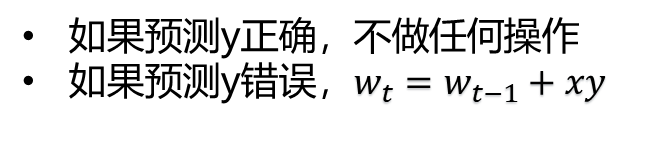 • 如果预测y正确，不做任何操作
• 如果预测y错误，$w_t = w_{t-1} + xy$